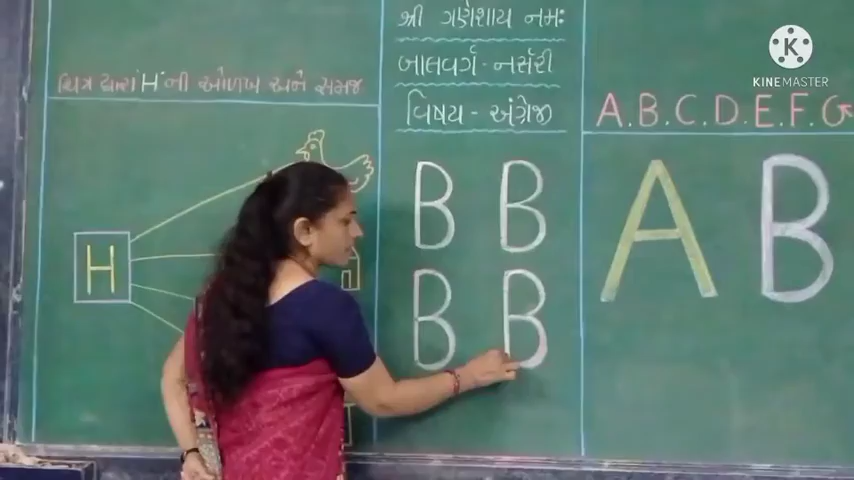 ચિત્ર દ્વારા 'H' ની ઓળખ અને સમજ
H
શ્રી ગણેશાય નમઃ
બાલવર્ગ - નર્સરી
વિષય - અંગ્રેજી
B B
B B
A.B.C.D.E.F.G
A B
K
KINEMASTER